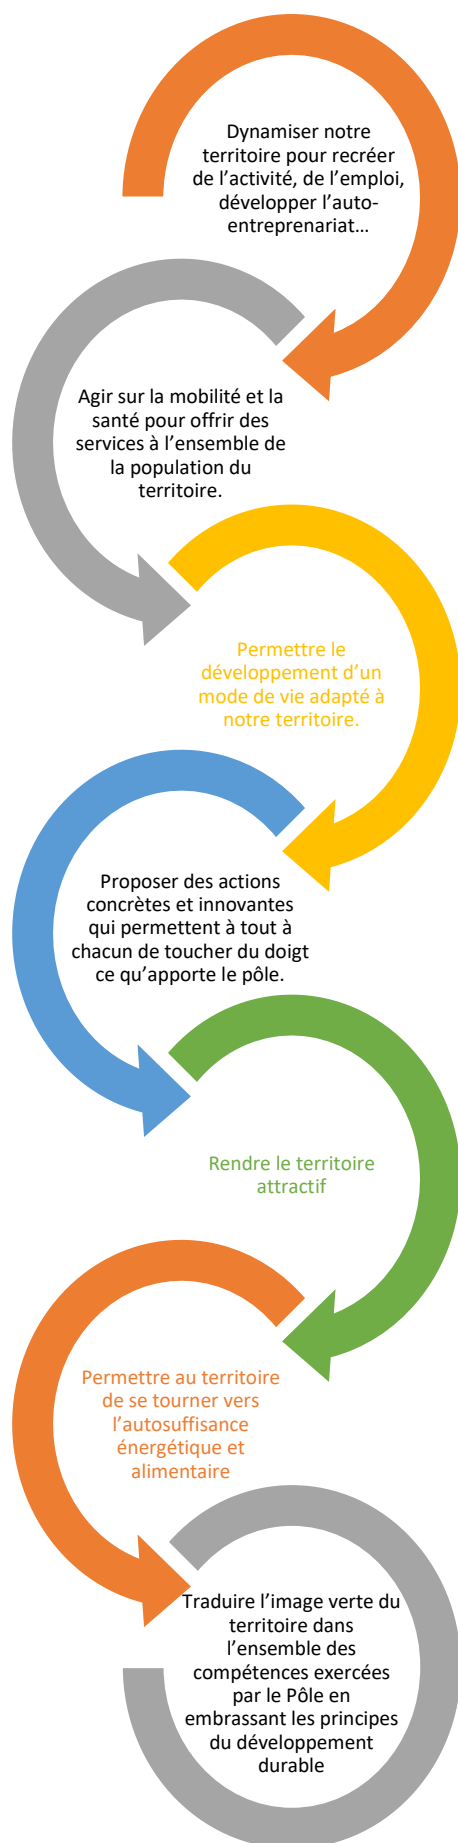 Dynamiser notre
territoire pour recréer
de l’activité, de l’emploi,
développer l’auto-
entreprenariat…
Agir sur la mobilité et la
santé pour offrir des
services à l’ensemble de
la population du
territoire.
Permettre le
développement d’un
mode de vie adapté à
notre territoire.
Proposer des actions
concrètes et innovantes
qui permettent à tout à
chacun de toucher du doigt
ce qu’apporte le pôle.
Rendre le territoire
attractif
Permettre au territoire
de se tourner vers
l’autosuffisance
énergétique et
alimentaire
Traduire l’image verte du
territoire dans
l’ensemble des
compétences exercées
par le Pôle en
embrassant les principes
du développement
durable